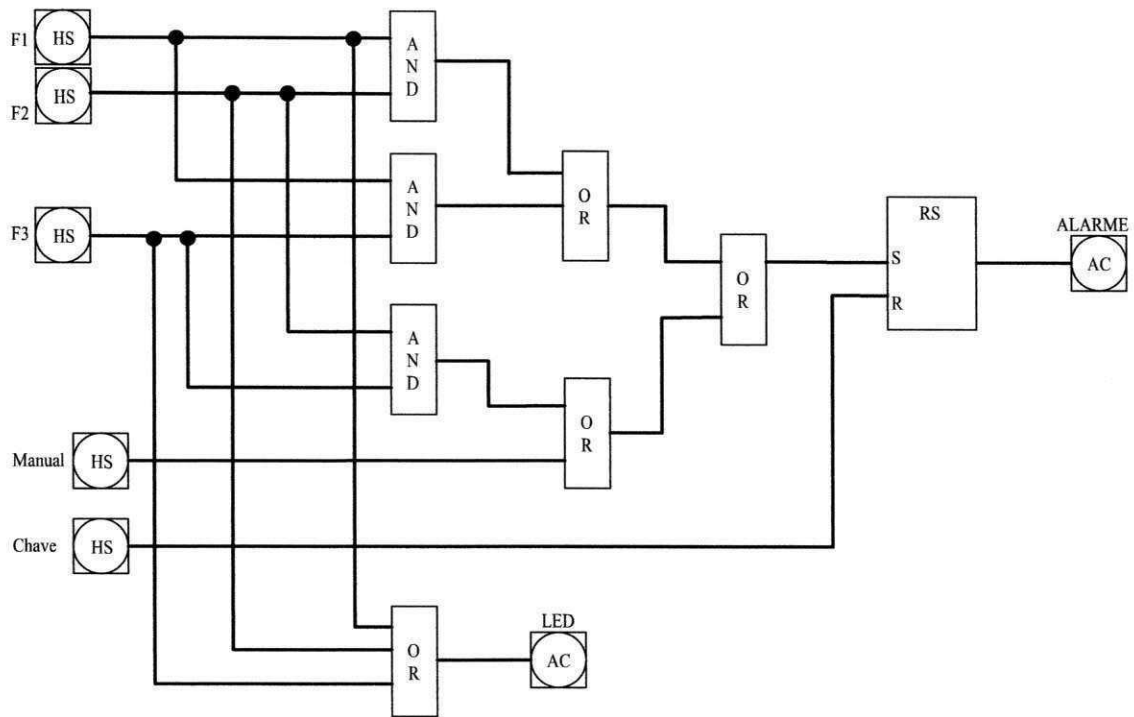 F1 HS
F2 HS
F3 HS
Manual HS
Chave HS
AND
AND
AND
OR
OR
OR
OR
RS
S
R
ALARME
AC
LED
AC